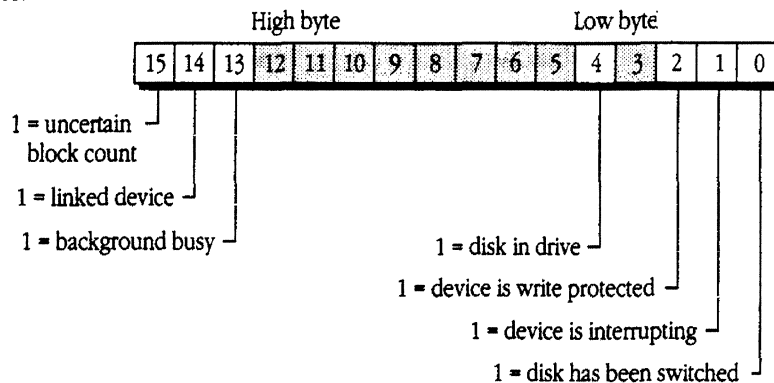 High byte Low byte
15 14 13 12 11 10 9 8 7 6 5 4 3 2 1 0
1 = uncertain
block count
1 = linked device
1 = background busy
1 = disk in drive
1 = device is write protected
1 = device is interrupting
1 = disk has been switched